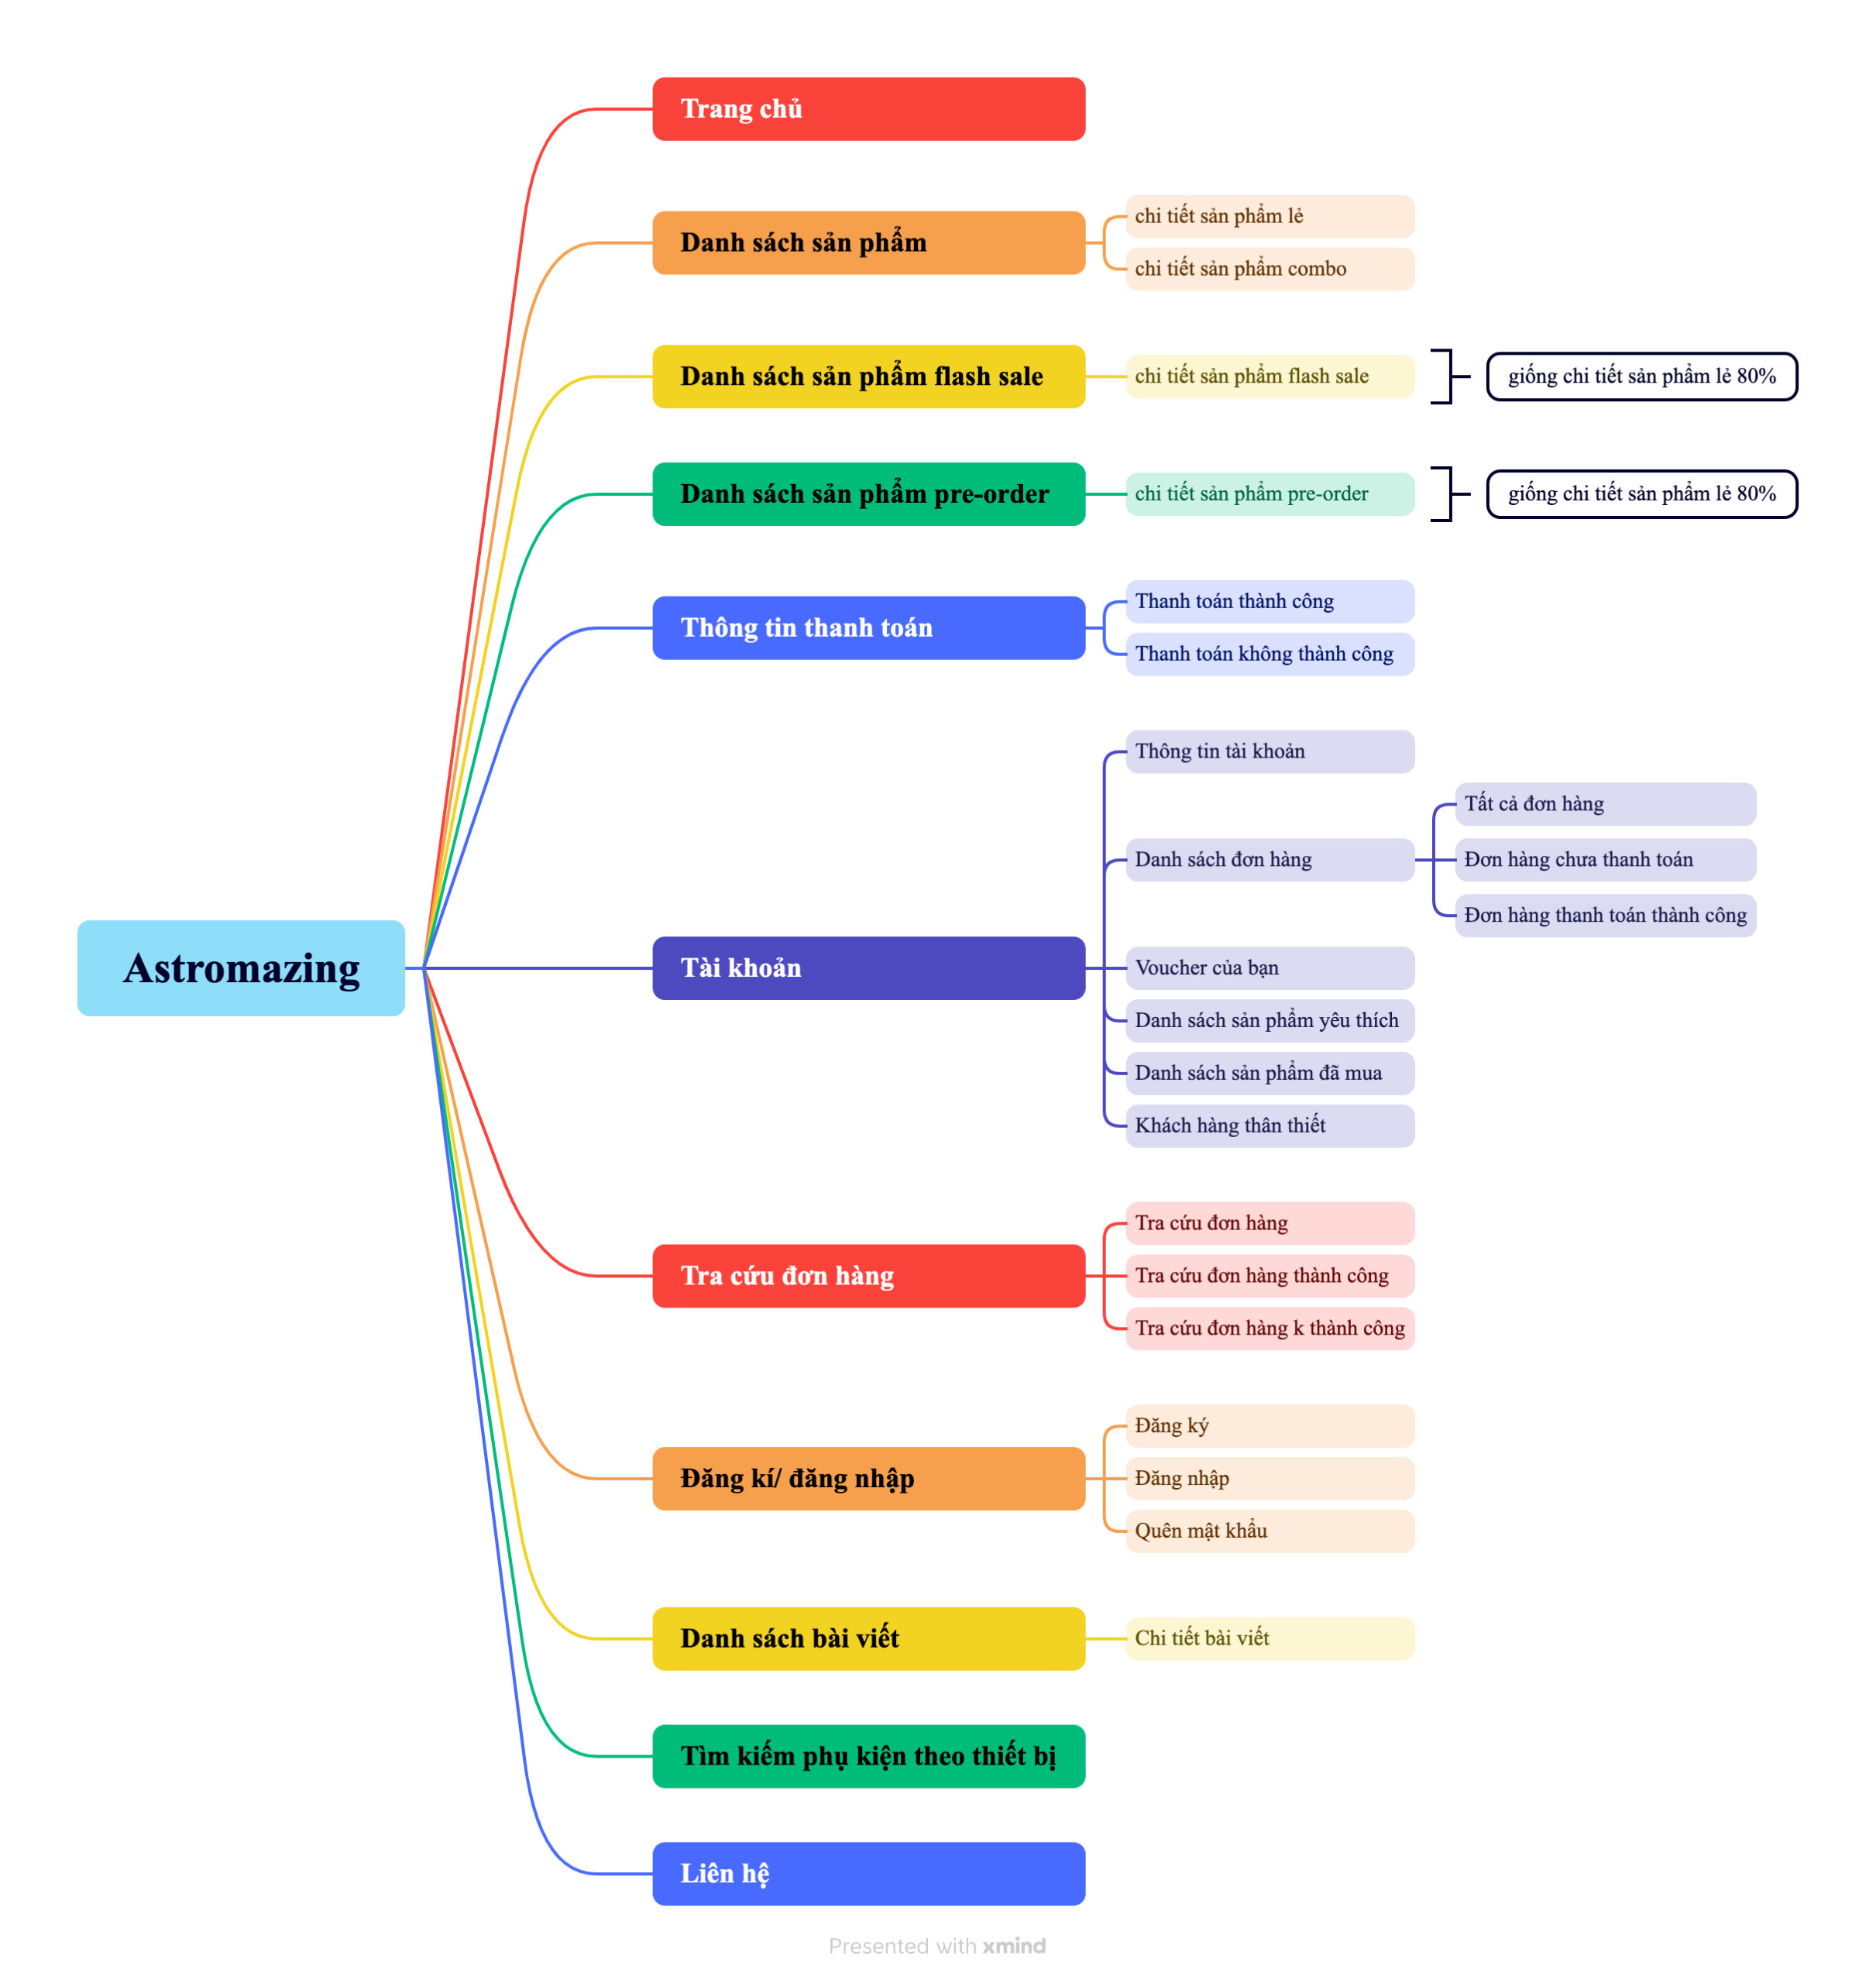 Trang chủ
Danh sách sản phẩm
chi tiết sản phẩm lẻ
chi tiết sản phẩm combo
Danh sách sản phẩm flash sale
chi tiết sản phẩm flash sale
giống chi tiết sản phẩm lẻ 80%
Danh sách sản phẩm pre-order
chi tiết sản phẩm pre-order
giống chi tiết sản phẩm lẻ 80%
Thông tin thanh toán
Thanh toán thành công
Thanh toán không thành công
Astromazing
Tài khoản
Thông tin tài khoản
Danh sách đơn hàng
Tất cả đơn hàng
Đơn hàng chưa thanh toán
Đơn hàng thanh toán thành công
Voucher của bạn
Danh sách sản phẩm yêu thích
Danh sách sản phẩm đã mua
Khách hàng thân thiết
Tra cứu đơn hàng
Tra cứu đơn hàng
Tra cứu đơn hàng thành công
Tra cứu đơn hàng k thành công
Đăng kí/ đăng nhập
Đăng ký
Đăng nhập
Quên mật khẩu
Danh sách bài viết
Chi tiết bài viết
Tìm kiếm phụ kiện theo thiết bị
Liên hệ
Presented with xmind